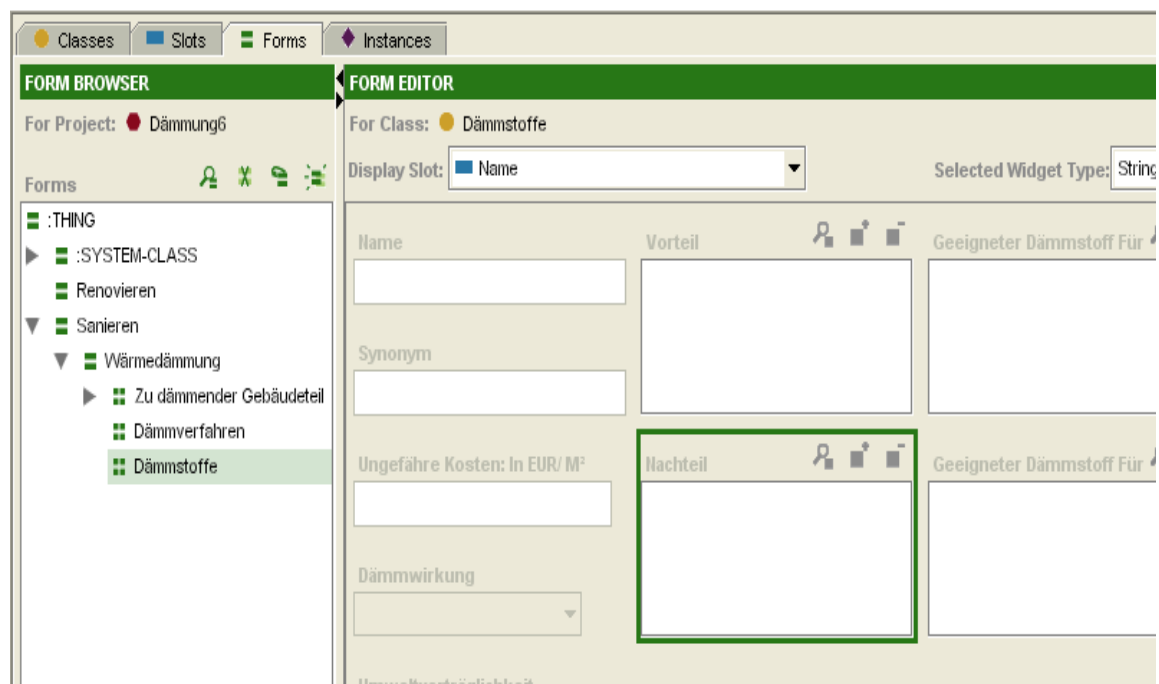 Classes Slots Forms Instances
FORM BROWSER
For Project: Dämmung6
Forms
:THING
:SYSTEM-CLASS
Renovieren
Sanieren
Wärmedämmung
Zu dämmender Gebäudeteil
Dämmverfahren
Dämmstoffe
FORM EDITOR
For Class: Dämmstoffe
Display Slot: Name Selected Widget Type: String
Name Vorteil Geeigneter Dämmstoff Für
Synonym
Ungefähre Kosten: In EUR/ M² Nachteil Geeigneter Dämmstoff Für
Dämmwirkung
Umweltverträglichkeit